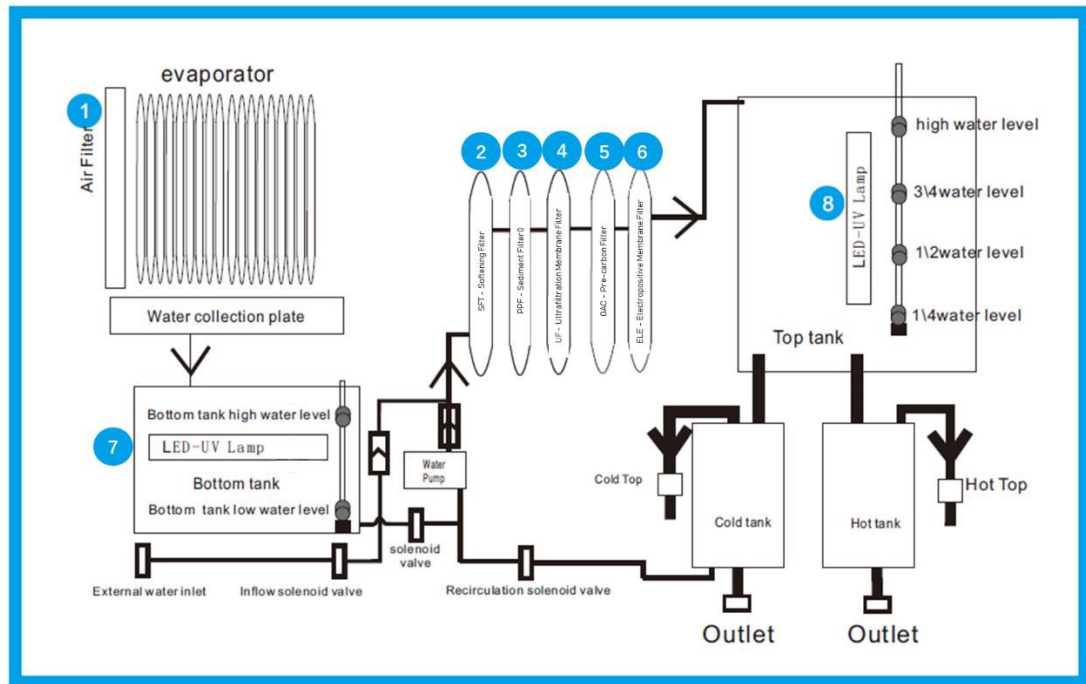 evaporator
1
Air Filter
Water collection plate
Bottom tank high water level
7
LED-UV Lamp
Bottom tank
Bottom tank low water level
External water inlet
Inflow solenoid valve
solenoid
valve
Water
Pump
Recirculation solenoid valve
2
3
4
5
6
SFT - Softening Filter
PPF - Sediment Filter 0
UF - Ultrafiltration Membrane Filter
GAC - Pre-carbon Filter
ELE - Electropositive Membrane Filter
high water level
3\4water level
8
LED-UV Lamp
1\2water level
1\4water level
Top tank
Cold Top
Cold tank
Hot tank
Hot Top
Outlet
Outlet